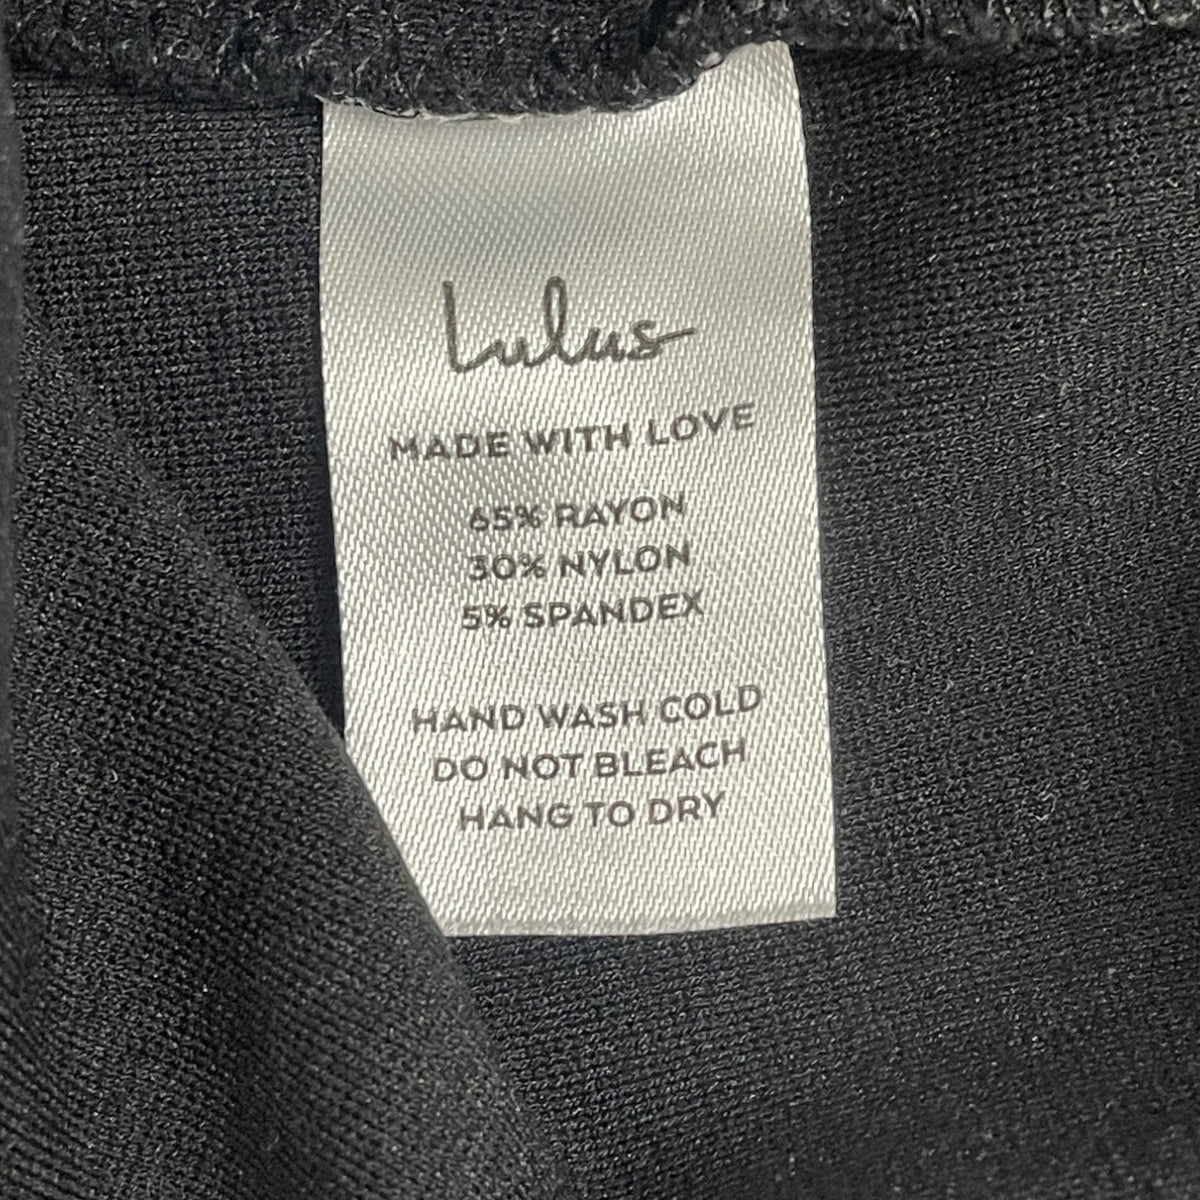 Lulus
MADE WITH LOVE
65% RAYON
30% NYLON
5% SPANDEX
HAND WASH COLD
DO NOT BLEACH
HANG TO DRY